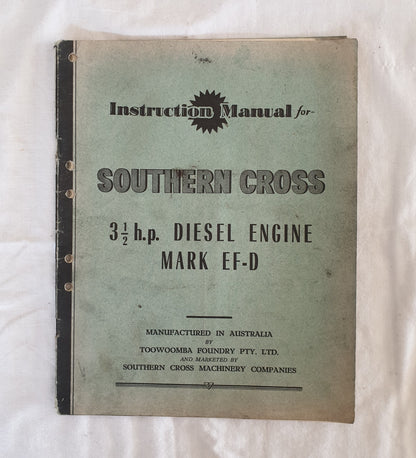 Instruction Manual for-
SOUTHERN CROSS
3½ h.p. DIESEL ENGINE
MARK EF-D
MANUFACTURED IN AUSTRALIA
BY
TOOWOOMBA FOUNDRY PTY. LTD.
AND MARKETED BY
SOUTHERN CROSS MACHINERY COMPANIES